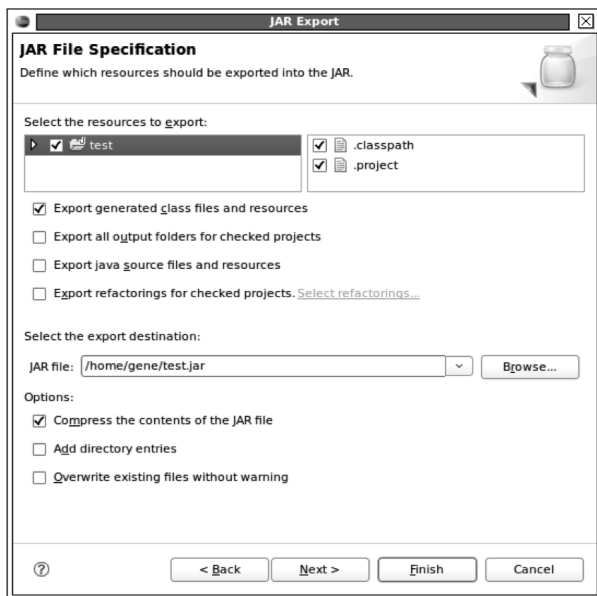 JAR Export
JAR File Specification
Define which resources should be exported into the JAR.
Select the resources to export:
test
.classpath
.project
Export generated class files and resources
Export all output folders for checked projects
Export java source files and resources
Export refactorings for checked projects. Select refactorings...
Select the export destination:
JAR file: /home/gene/test.jar Browse...
Options:
Compress the contents of the JAR file
Add directory entries
Overwrite existing files without warning
? < Back Next > Finish Cancel